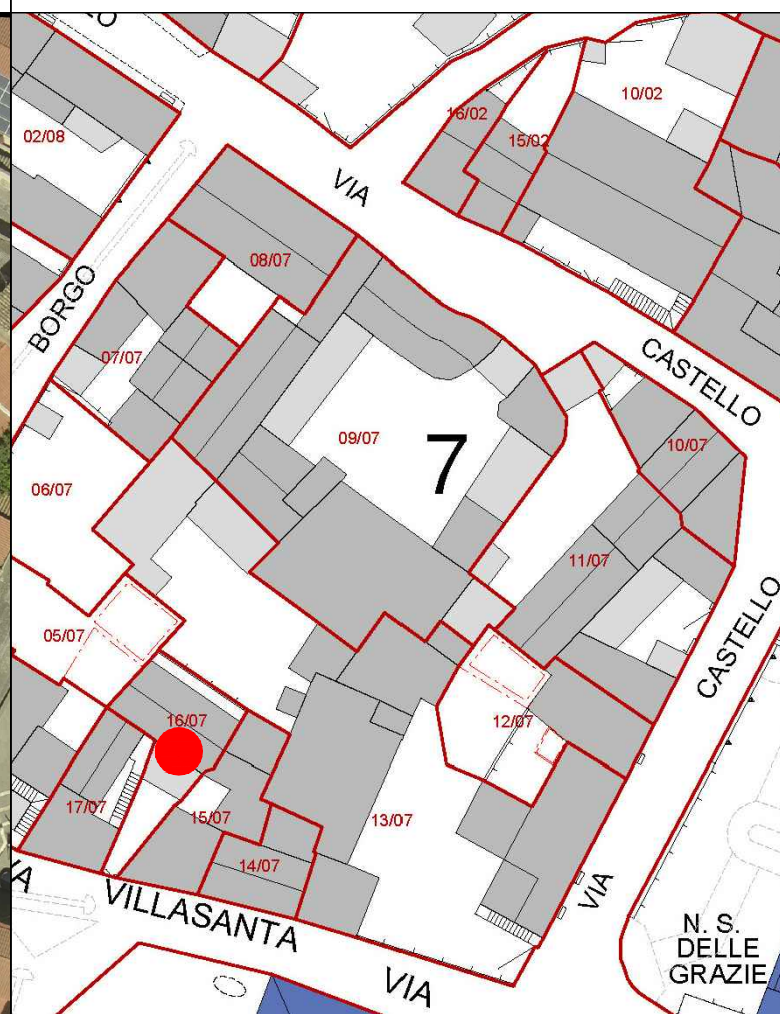 16/02
10/02
15/02
02/08
VIA
08/07
BORGO
07/07
CASTELLO
09/07
7
10/07
06/07
11/07
05/07
CASTELLO
16/07
12/07
17/07
15/07
13/07
14/07
VILLASANTA
VIA
VIA
N. S.
DELLE
GRAZIE